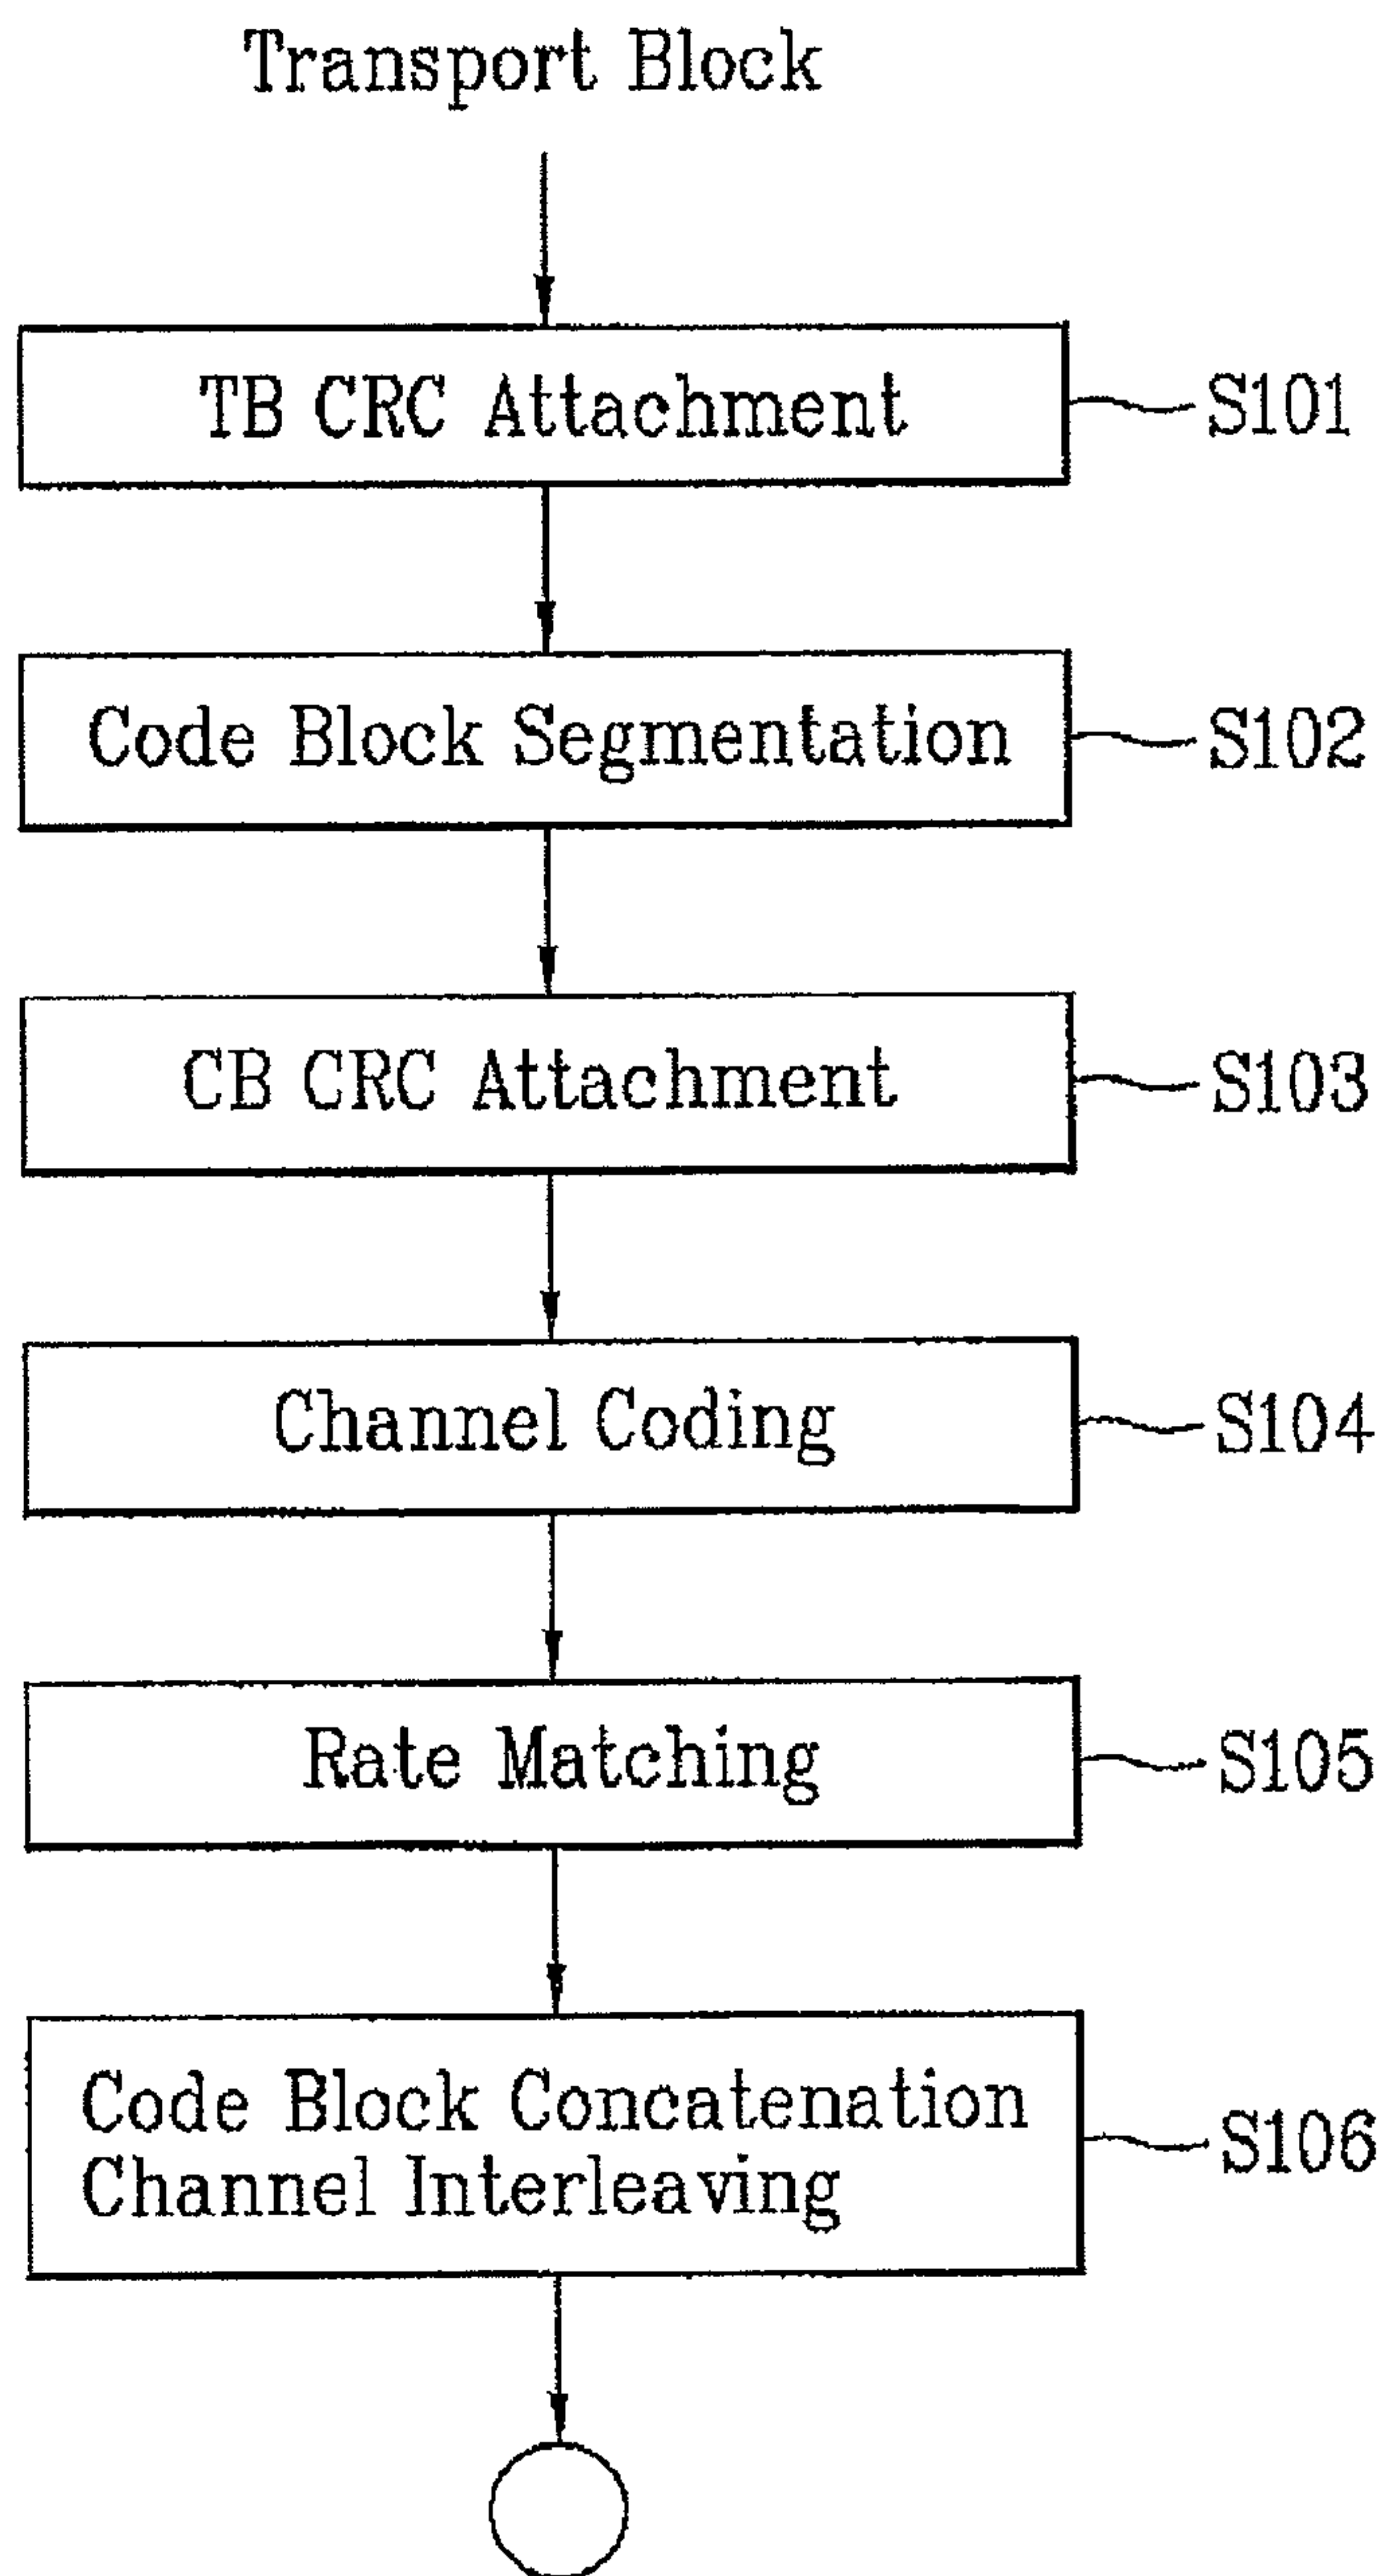 Transport Block
TB CRC Attachment
S101
Code Block Segmentation
S102
CB CRC Attachment
S103
Channel Coding
S104
Rate Matching
S105
Code Block Concatenation
Channel Interleaving
S106